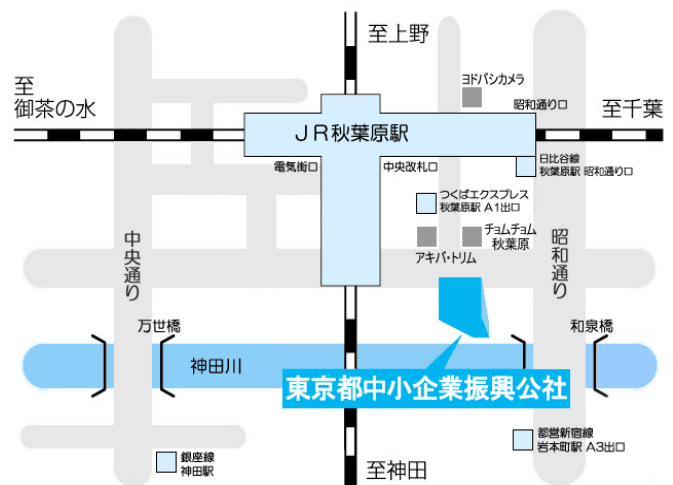 至上野
至
御茶の水
ヨドバシカメラ
昭和通り口
至千葉
JR秋葉原駅
電気街口
中央改札口
日比谷線
秋葉原駅 昭和通り口
つくばエクスプレス
秋葉原駅 A1出口
チョムチョム
秋葉原
アキバ・トリム
中央通り
昭和通り
万世橋
和泉橋
神田川
東京都中小企業振興公社
銀座線
神田駅
都営新宿線
岩本町駅 A3出口
至神田